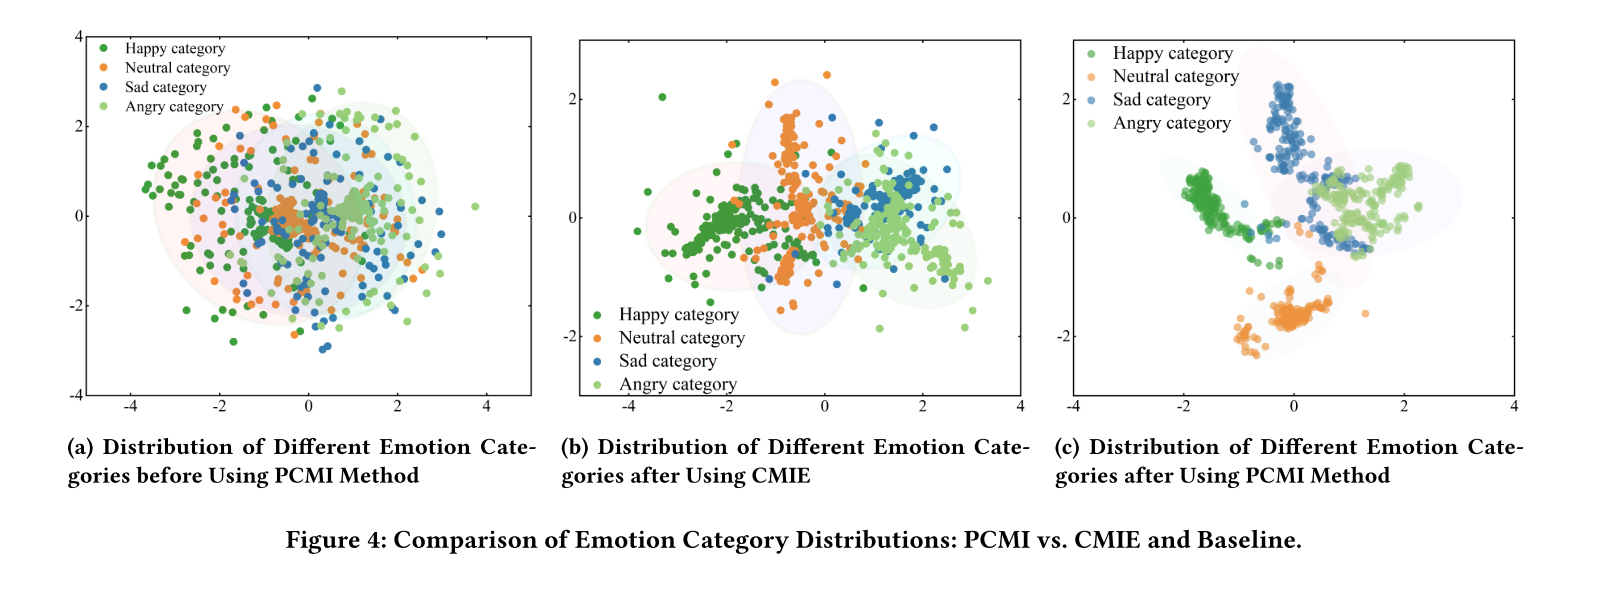 4
2
0
-2
-4
-4
-2
0
2
4
Happy category
Neutral category
Sad category
Angry category
2
0
-2
-4
-2
0
2
4
Happy category
Neutral category
Sad category
Angry category
2
0
-2
-4
-2
0
2
4
Happy category
Neutral category
Sad category
Angry category
(a) Distribution of Different Emotion Cate-
gories before Using PCMI Method
(b) Distribution of Different Emotion Cate-
gories after Using CMIE
(c) Distribution of Different Emotion Cate-
gories after Using PCMI Method
Figure 4: Comparison of Emotion Category Distributions: PCMI vs. CMIE and Baseline.